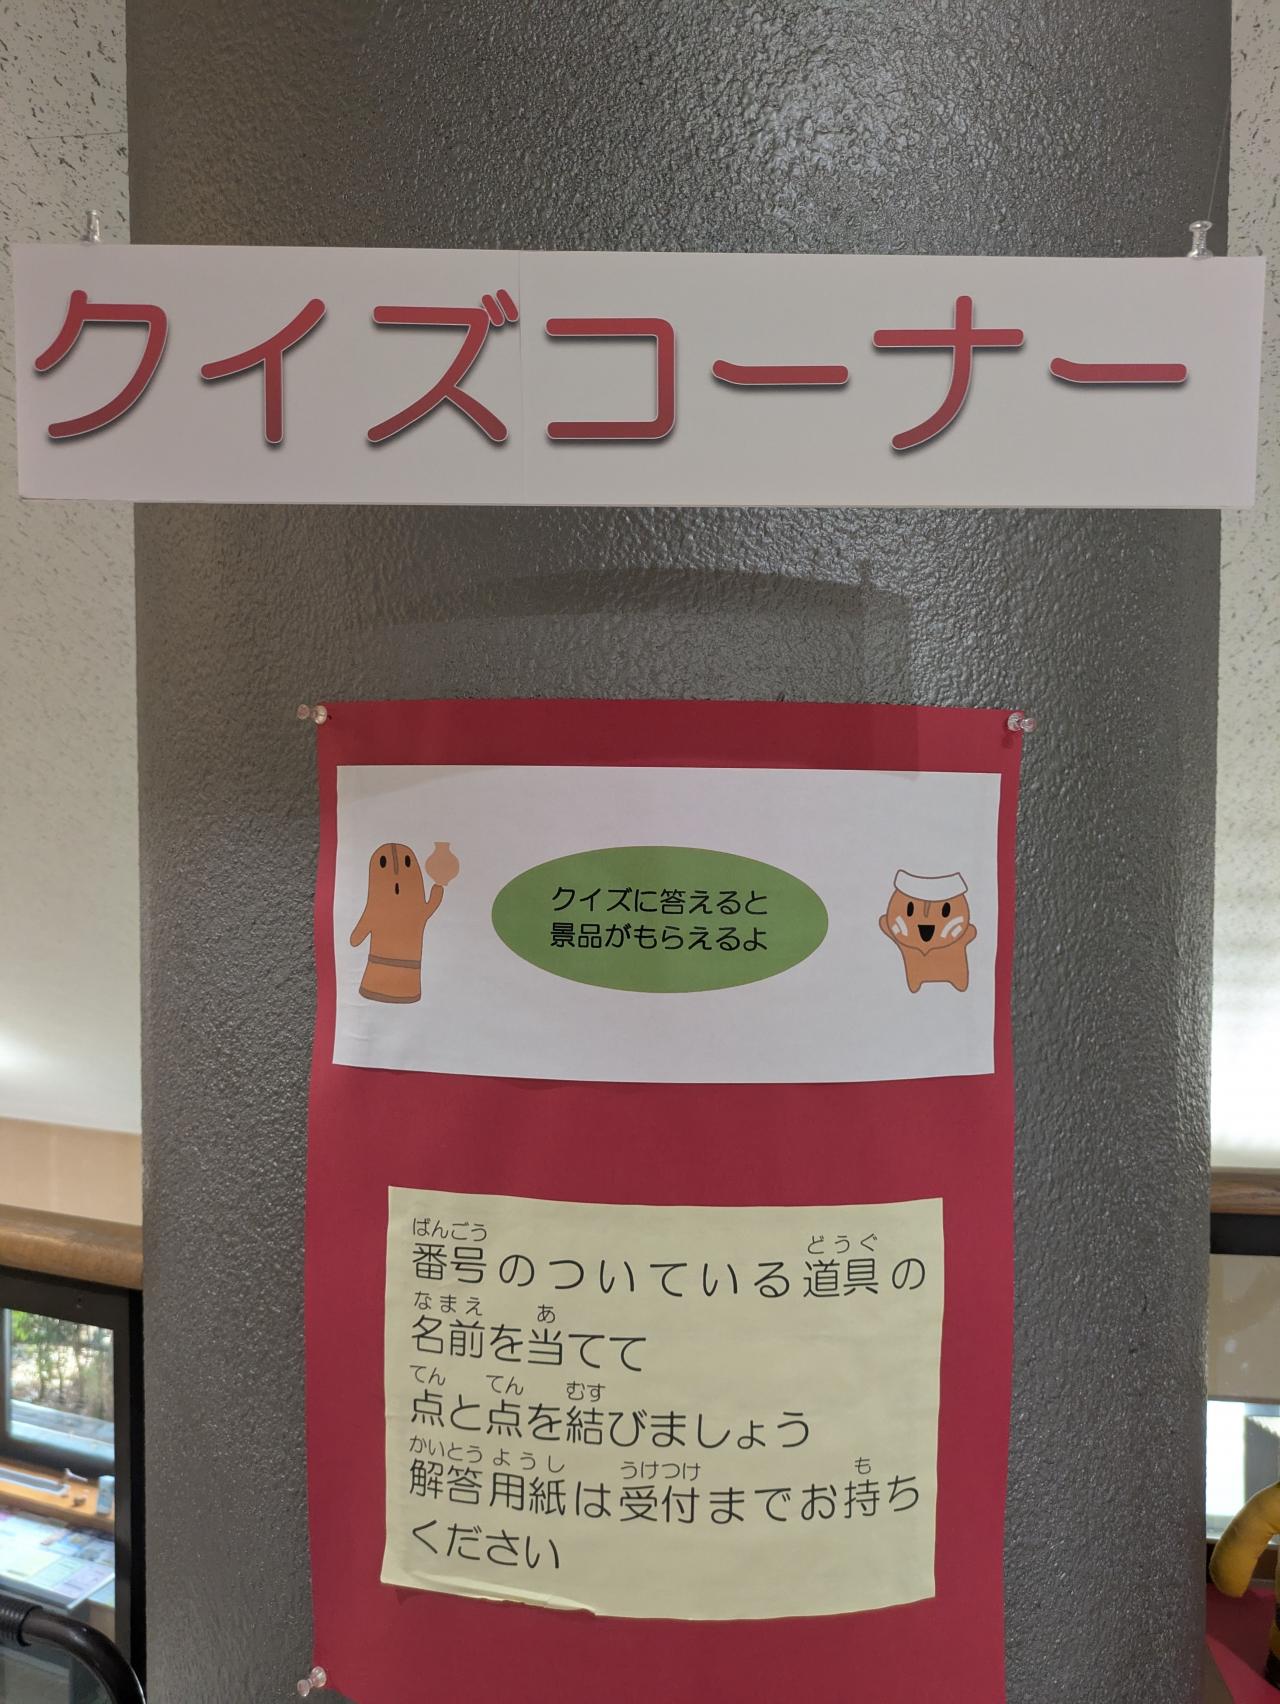 クイズコーナー
クイズに答えると
景品がもらえるよ
ばんごう どうぐ
番号のついている道具の
なまえ あ
名前を当てて
てん てん むす
点と点を結びましょう
かいとうようし うけつけ も
解答用紙は受付までお持ち
ください